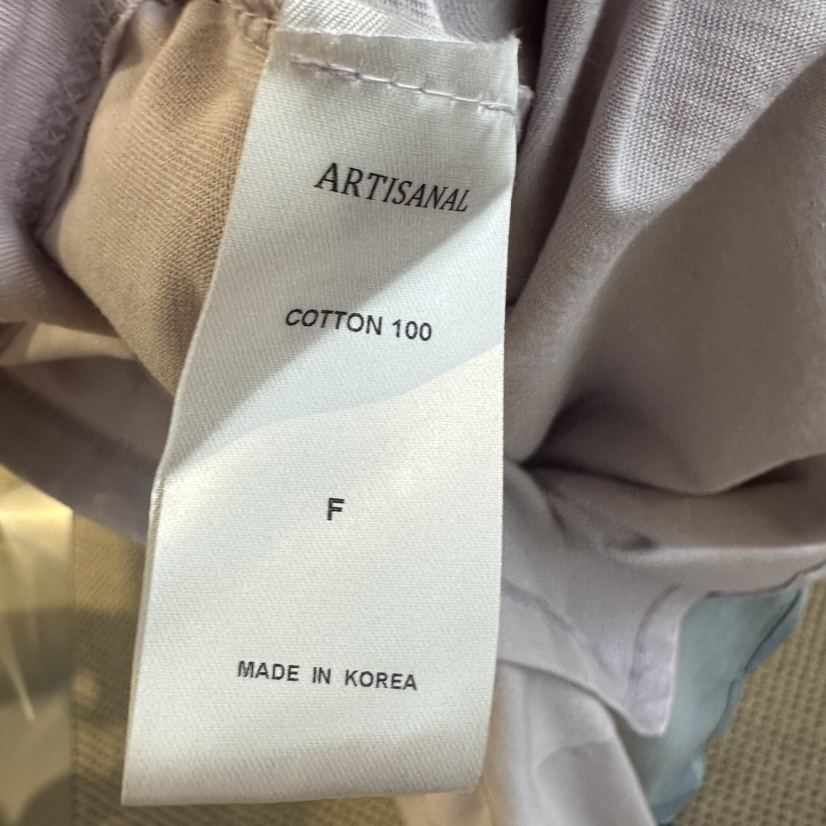 ARTISANAL
COTTON 100
F
MADE IN KOREA